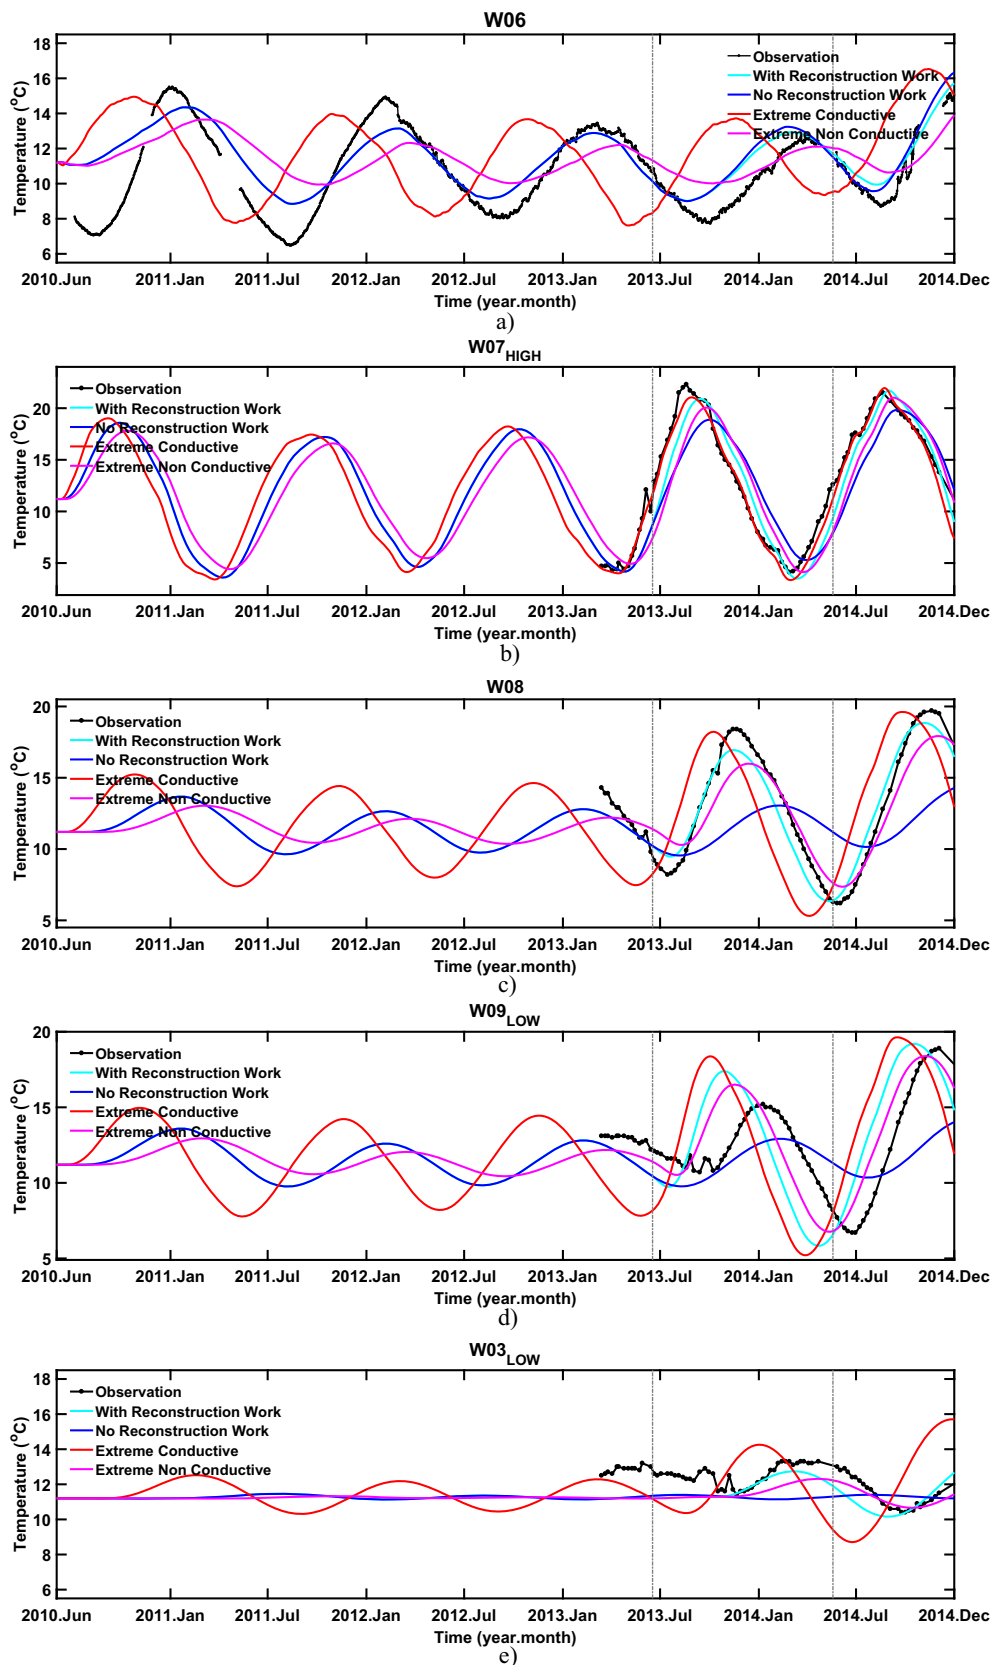 W06
18
16
14
12
10
8
6
Temperature (°C)
Observation
With Reconstruction Work
No Reconstruction Work
Extreme Conductive
Extreme Non Conductive
2010.Jun 2011.Jan 2011.Jul 2012.Jan 2012.Jul 2013.Jan 2013.Jul 2014.Jan 2014.Jul 2014.Dec
Time (year.month)
a)
W07HIGH
20
15
10
5
Temperature (°C)
Observation
With Reconstruction Work
No Reconstruction Work
Extreme Conductive
Extreme Non Conductive
2010.Jun 2011.Jan 2011.Jul 2012.Jan 2012.Jul 2013.Jan 2013.Jul 2014.Jan 2014.Jul 2014.Dec
Time (year.month)
b)
W08
20
15
10
5
Temperature (°C)
Observation
With Reconstruction Work
No Reconstruction Work
Extreme Conductive
Extreme Non Conductive
2010.Jun 2011.Jan 2011.Jul 2012.Jan 2012.Jul 2013.Jan 2013.Jul 2014.Jan 2014.Jul 2014.Dec
Time (year.month)
c)
W09LOW
20
15
10
5
Temperature (°C)
Observation
With Reconstruction Work
No Reconstruction Work
Extreme Conductive
Extreme Non Conductive
2010.Jun 2011.Jan 2011.Jul 2012.Jan 2012.Jul 2013.Jan 2013.Jul 2014.Jan 2014.Jul 2014.Dec
Time (year.month)
d)
W03LOW
18
16
14
12
10
8
6
Temperature (°C)
Observation
With Reconstruction Work
No Reconstruction Work
Extreme Conductive
Extreme Non Conductive
2010.Jun 2011.Jan 2011.Jul 2012.Jan 2012.Jul 2013.Jan 2013.Jul 2014.Jan 2014.Jul 2014.Dec
Time (year.month)
e)